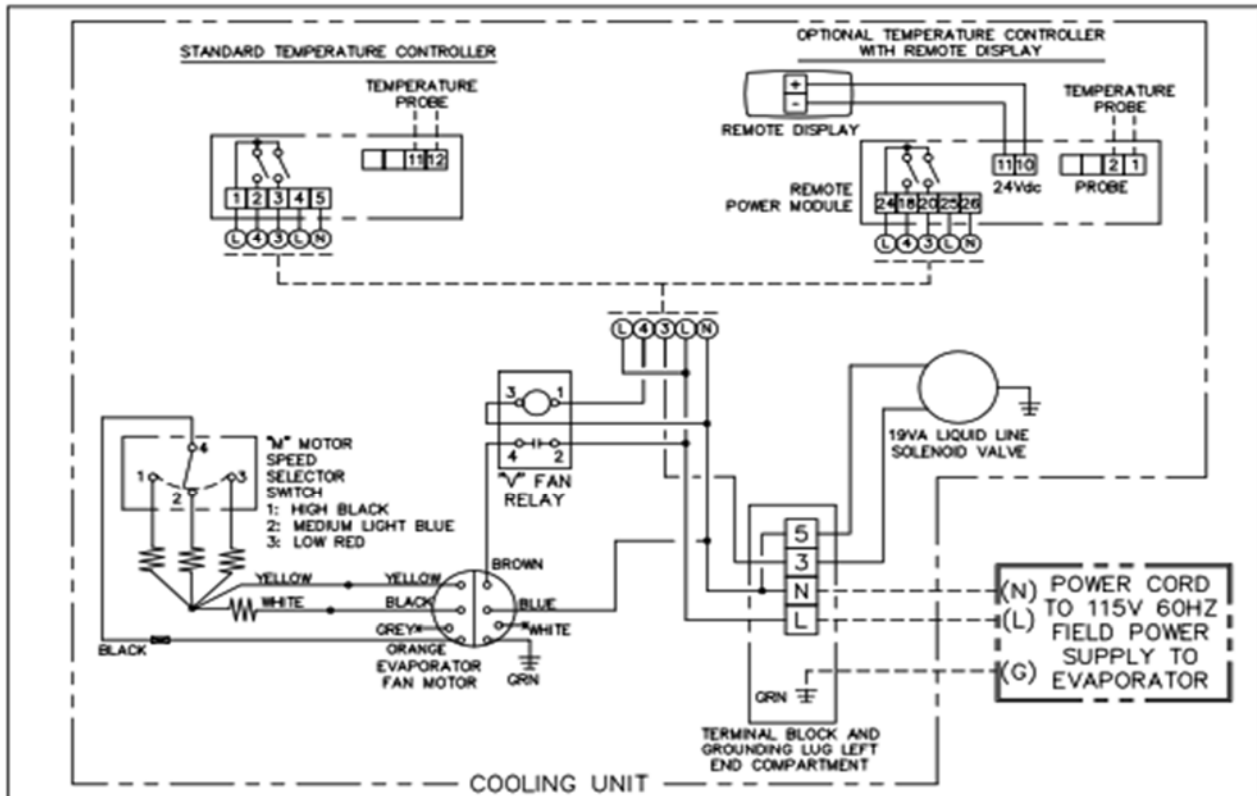 STANDARD TEMPERATURE CONTROLLER
TEMPERATURE
PROBE
11 12
1 2 3 4 5
L 4 3 L N
OPTIONAL TEMPERATURE CONTROLLER
WITH REMOTE DISPLAY
+
-
REMOTE DISPLAY
TEMPERATURE
PROBE
11 10
24Vdc
2 1
PROBE
REMOTE
POWER MODULE
24 18 20 25 26
L 4 3 L N
L 4 3 L N
3 1
4 2
"V" FAN
RELAY
19VA LIQUID LINE
SOLENOID VALVE
4
1 3
2
"M" MOTOR
SPEED
SELECTOR
SWITCH
1: HIGH BLACK
2: MEDIUM LIGHT BLUE
3: LOW RED
YELLOW YELLOW
BROWN
WHITE BLACK BLUE
GREY WHITE
BLACK
ORANGE
EVAPORATOR
FAN MOTOR
GRN
5
3
N
L
GRN
TERMINAL BLOCK AND
GROUNDING LUG LEFT
END COMPARTMENT
(N) POWER CORD
TO 115V 60HZ
(L) FIELD POWER
SUPPLY TO
(G) EVAPORATOR
COOLING UNIT